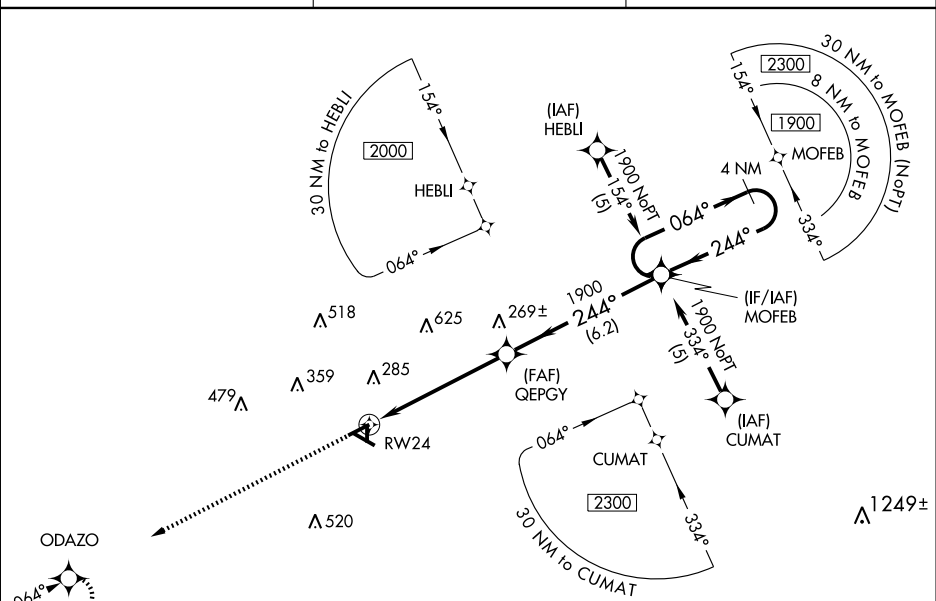 30 NM to HEBLI
154°
2000
HEBLI
064°
(IAF)
HEBLI
1900 NoPT
154°
(5)
4 NM
064°
244°
30 NM to MOFEB (NoPT)
2300
8 NM to MOFEB
154°
1900
MOFEB
334°
(IF/IAF)
MOFEB
1900
244°
(6.2)
1900 NoPT
334°
(5)
(IAF)
CUMAT
518
625
269±
(FAF)
QEPGY
479
359
285
RW24
064°
CUMAT
2300
334°
30 NM to CUMAT
520
1249±
ODAZO
064°